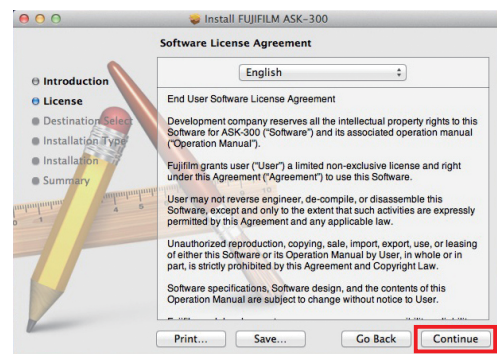 Install FUJIFILM ASK-300
Software License Agreement
English
Introduction
License
Destination Select
Installation Type
Installation
Summary
End User Software License Agreement
Development company reserves all the intellectual property rights to this
Software for ASK-300 ("Software") and its associated operation manual
("Operation Manual").
Fujifilm grants user ("User") a limited non-exclusive license and right
under this Agreement ("Agreement") to use this Software.
User may not reverse engineer, de-compile, or disassemble this
Software, except and only to the extent that such activities are expressly
permitted by this Agreement and any applicable law.
Unauthorized reproduction, copying, sale, import, export, use, or leasing
of either this Software or its Operation Manual by User, in whole or in
part, is strictly prohibited by this Agreement and Copyright Law.
Software specifications, Software design, and the contents of this
Operation Manual are subject to change without notice to User.
Print...
Save...
Go Back
Continue